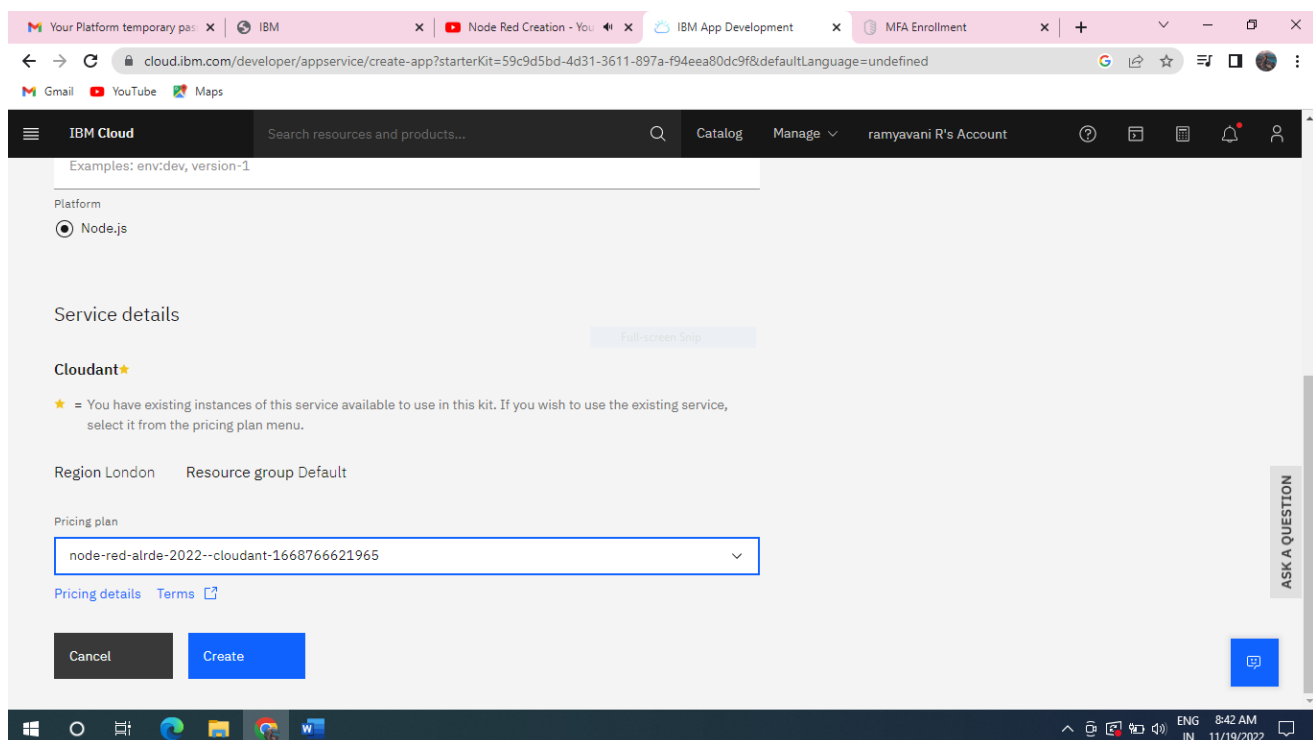 Your Platform temporary pas
IBM
Node Red Creation - You
IBM App Development
MFA Enrollment
cloud.ibm.com/developer/appservice/create-app?starterKit=59c9d5bd-4d31-3611-897a-f94eea80dc9f&defaultLanguage=undefined
Gmail
YouTube
Maps
IBM Cloud
Search resources and products...
Catalog
Manage
ramyavani R's Account
Examples: env:dev, version-1
Platform
Node.js
Service details
Full-screen Snip
Cloudant
= You have existing instances of this service available to use in this kit. If you wish to use the existing service,
select it from the pricing plan menu.
Region London Resource group Default
Pricing plan
node-red-alrde-2022--cloudant-1668766621965
Pricing details Terms
Cancel
Create
ASK A QUESTION
ENG
IN
8:42 AM
11/19/2022